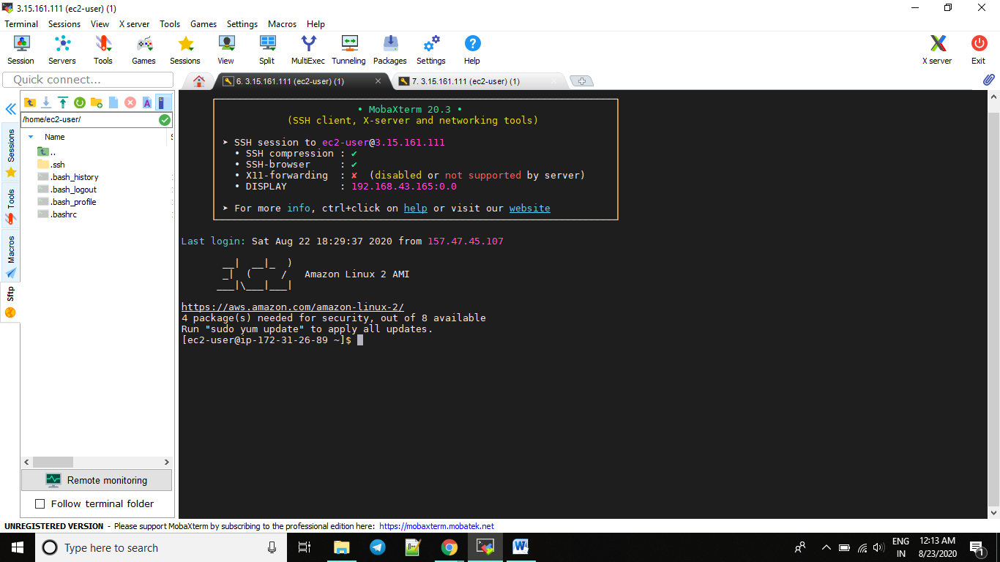 3.15.161.111 (ec2-user) (1)
Terminal Sessions View X server Tools Games Settings Macros Help
Session Servers Tools Games Sessions View Split MultiExec Tunneling Packages Settings Help X server Exit
Quick connect...
6. 3.15.161.111 (ec2-user) (1)
7. 3.15.161.111 (ec2-user) (1)
/home/ec2-user/
Name
..
.ssh
.bash_history
.bash_logout
.bash_profile
.bashrc
Sessions
Tools
Macros
Sftp
Remote monitoring
Follow terminal folder
• MobaXterm 20.3 •
(SSH client, X-server and networking tools)
➤ SSH session to ec2-user@3.15.161.111
• SSH compression : ✔
• SSH-browser : ✔
• X11-forwarding : ✘ (disabled or not supported by server)
• DISPLAY : 192.168.43.165:0.0
➤ For more info, ctrl+click on help or visit our website
Last login: Sat Aug 22 18:29:37 2020 from 157.47.45.107
__| __|_ )
_| ( / Amazon Linux 2 AMI
___|\___|___|
https://aws.amazon.com/amazon-linux-2/
4 package(s) needed for security, out of 8 available
Run "sudo yum update" to apply all updates.
[ec2-user@ip-172-31-26-89 ~]$
UNREGISTERED VERSION - Please support MobaXterm by subscribing to the professional edition here: https://mobaxterm.mobatek.net
Type here to search
ENG
IN
12:13 AM
8/23/2020
1